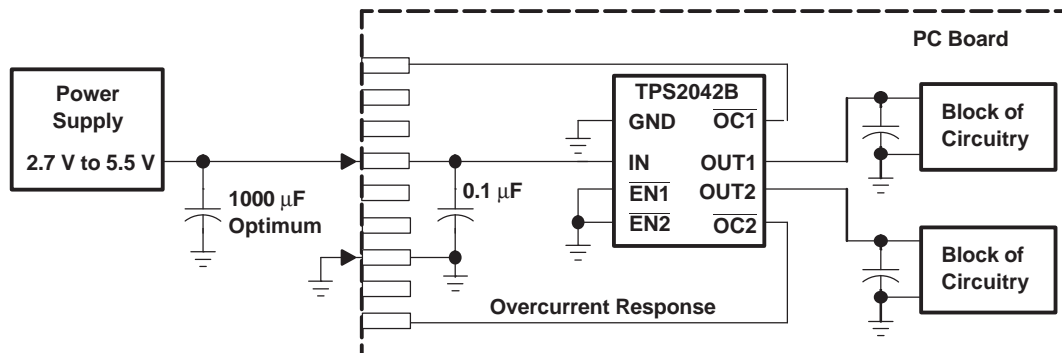 PC Board
Power
Supply
2.7 V to 5.5 V
1000 μF
Optimum
0.1 μF
TPS2042B
GND
OC1
IN
OUT1
EN1
OUT2
EN2
OC2
Overcurrent Response
Block of
Circuitry
Block of
Circuitry